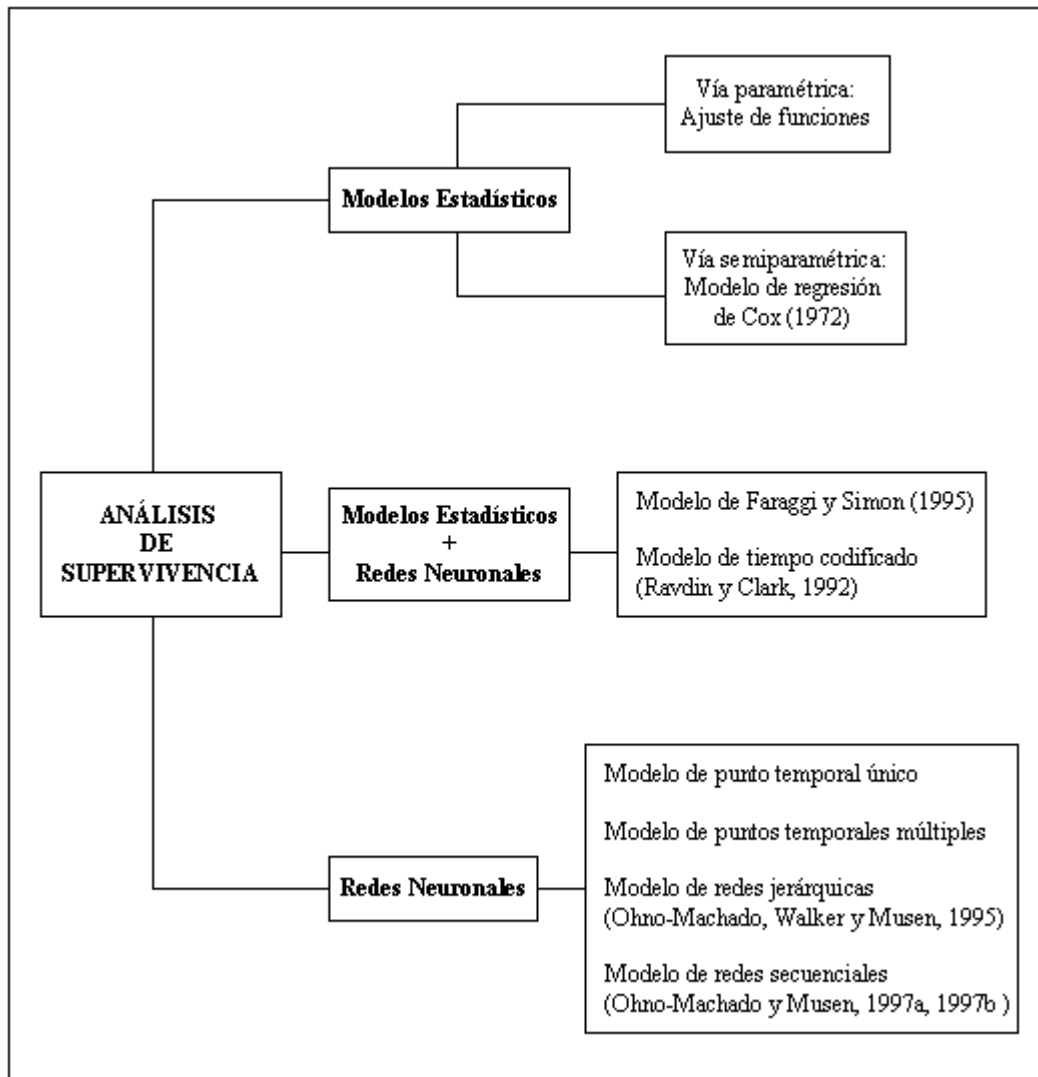 Vía paramétrica:
Ajuste de funciones
Modelos Estadísticos
Vía semiparamétrica:
Modelo de regresión
de Cox (1972)
ANÁLISIS
DE
SUPERVIVENCIA
Modelos Estadísticos
+
Redes Neuronales
Modelo de Faraggi y Simon (1995)
Modelo de tiempo codificado
(Ravdin y Clark, 1992)
Redes Neuronales
Modelo de punto temporal único
Modelo de puntos temporales múltiples
Modelo de redes jerárquicas
(Ohno-Machado, Walker y Musen, 1995)
Modelo de redes secuenciales
(Ohno-Machado y Musen, 1997a, 1997b )